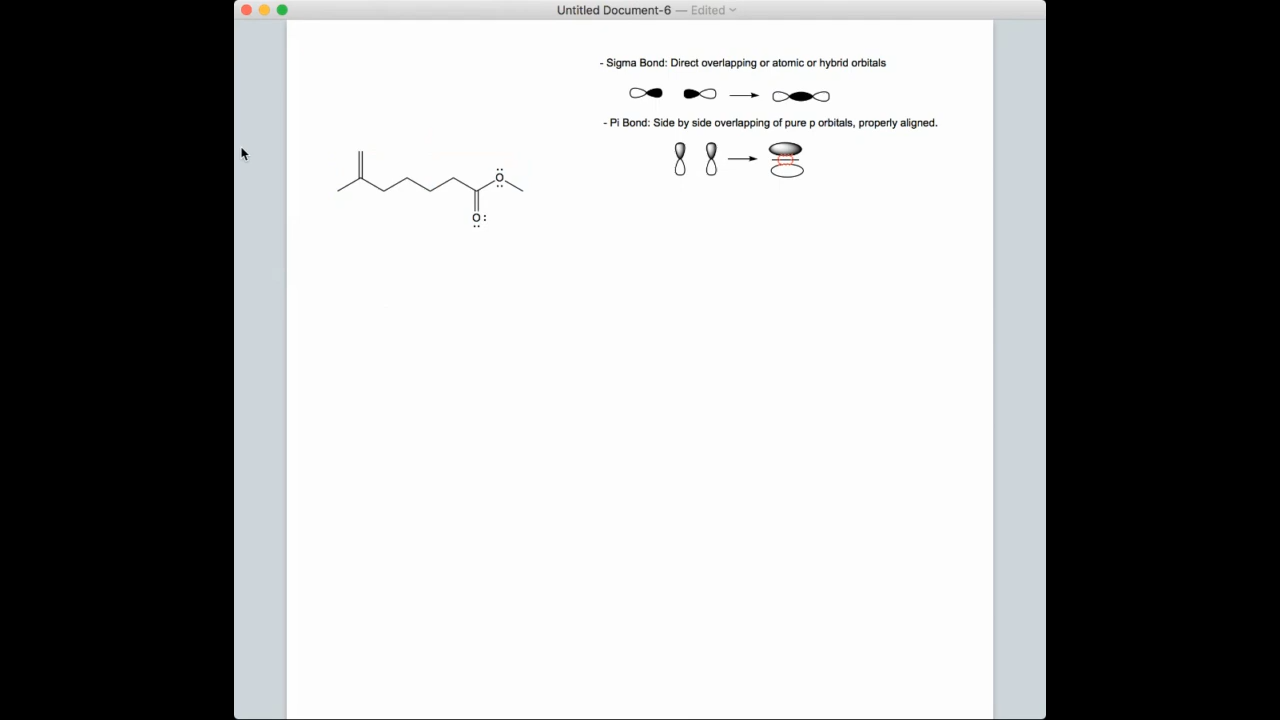 Untitled Document-6 — Edited
- Sigma Bond: Direct overlapping or atomic or hybrid orbitals
- Pi Bond: Side by side overlapping of pure p orbitals, properly aligned.
O
O